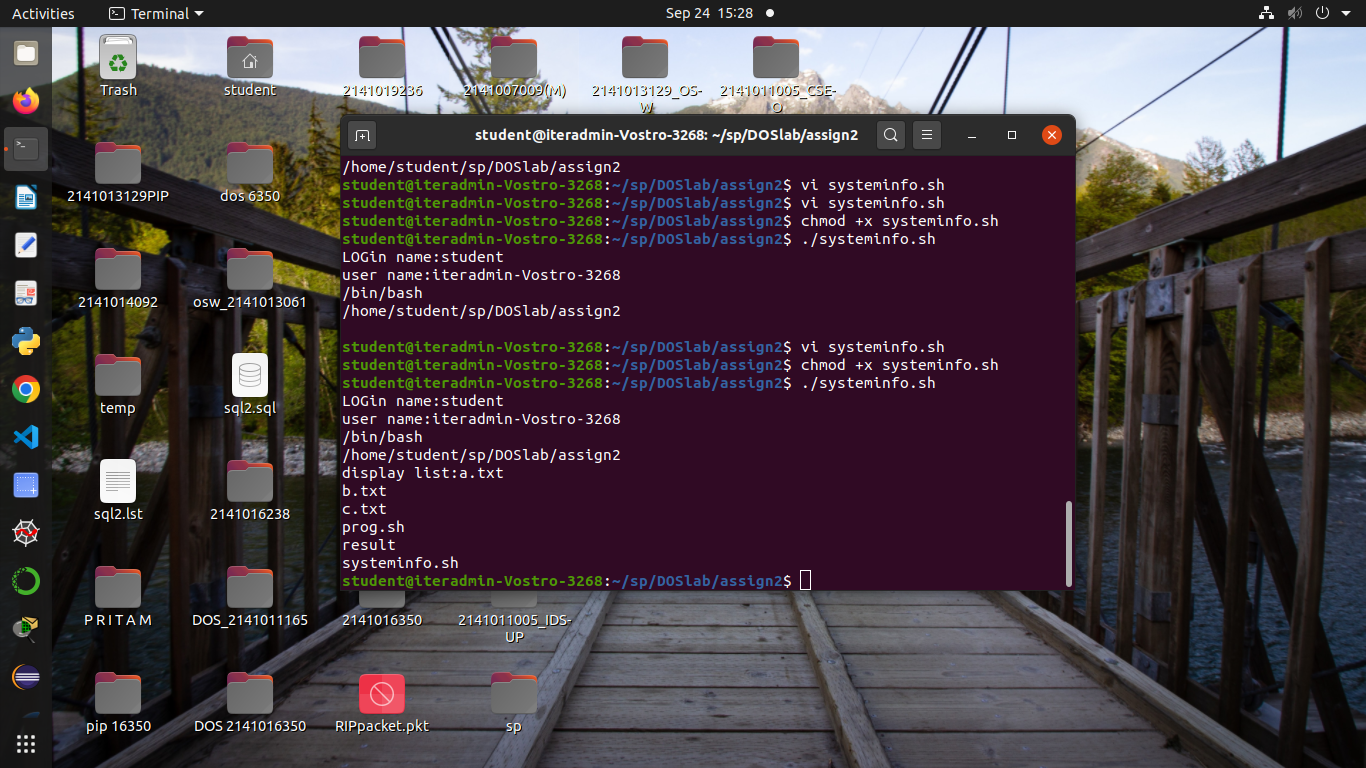 Activities
Terminal
Sep 24 15:28
Trash
student
2141019236
2141007009(M)
2141013129_OS-
W
2141011005_CSE-
O
student@iteradmin-Vostro-3268: ~/sp/DOSlab/assign2
/home/student/sp/DOSlab/assign2
student@iteradmin-Vostro-3268:~/sp/DOSlab/assign2$ vi systeminfo.sh
student@iteradmin-Vostro-3268:~/sp/DOSlab/assign2$ vi systeminfo.sh
student@iteradmin-Vostro-3268:~/sp/DOSlab/assign2$ chmod +x systeminfo.sh
student@iteradmin-Vostro-3268:~/sp/DOSlab/assign2$ ./systeminfo.sh
LOGin name:student
user name:iteradmin-Vostro-3268
/bin/bash
/home/student/sp/DOSlab/assign2
student@iteradmin-Vostro-3268:~/sp/DOSlab/assign2$ vi systeminfo.sh
student@iteradmin-Vostro-3268:~/sp/DOSlab/assign2$ chmod +x systeminfo.sh
student@iteradmin-Vostro-3268:~/sp/DOSlab/assign2$ ./systeminfo.sh
LOGin name:student
user name:iteradmin-Vostro-3268
/bin/bash
/home/student/sp/DOSlab/assign2
display list:a.txt
b.txt
c.txt
prog.sh
result
systeminfo.sh
student@iteradmin-Vostro-3268:~/sp/DOSlab/assign2$
2141013129PIP
dos 6350
2141014092
osw_2141013061
temp
sql2.sql
sql2.lst
2141016238
P R I T A M
DOS_2141011165
2141016350
2141011005_IDS-
UP
pip 16350
DOS 2141016350
RIPpacket.pkt
sp